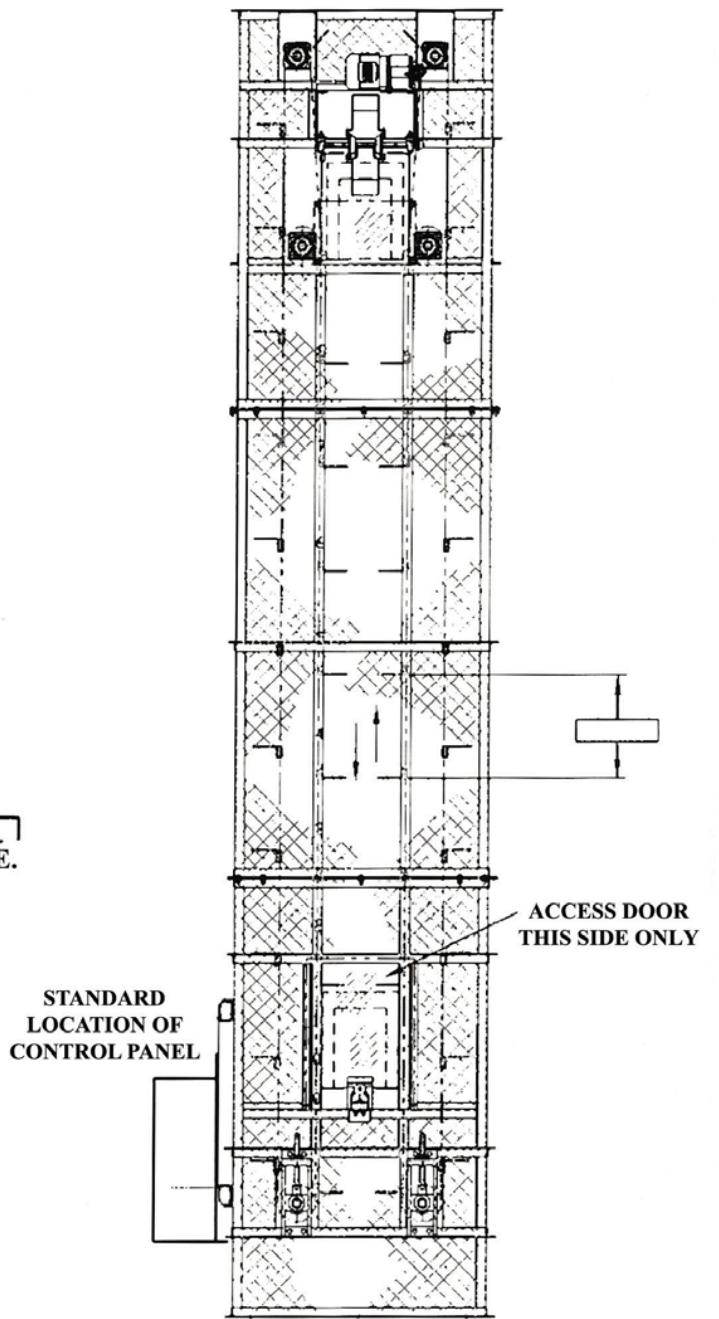 E.
ACCESS DOOR
THIS SIDE ONLY
STANDARD
LOCATION OF
CONTROL PANEL